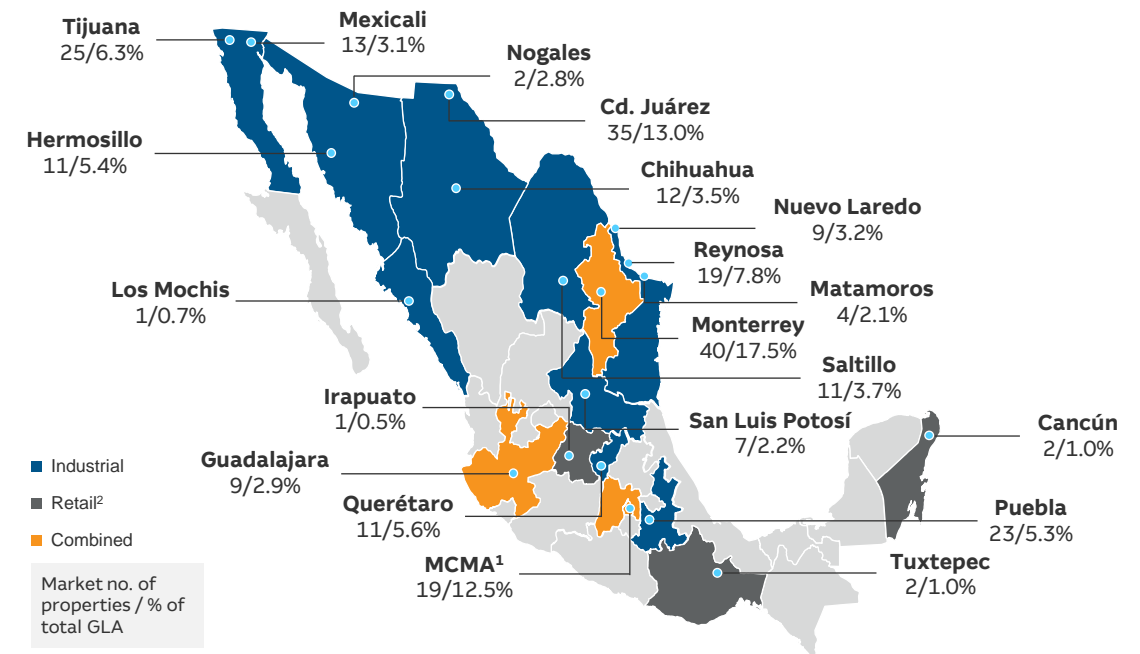 Tijuana
25/6.3%
Mexicali
13/3.1%
Nogales
2/2.8%
Cd. Juárez
35/13.0%
Hermosillo
11/5.4%
Chihuahua
12/3.5%
Nuevo Laredo
9/3.2%
Reynosa
19/7.8%
Los Mochis
1/0.7%
Matamoros
4/2.1%
Monterrey
40/17.5%
Saltillo
11/3.7%
Irapuato
1/0.5%
San Luis Potosí
7/2.2%
Cancún
2/1.0%
Guadalajara
9/2.9%
Querétaro
11/5.6%
Puebla
23/5.3%
MCMA¹
19/12.5%
Tuxtepec
2/1.0%
Industrial
Retail²
Combined
Market no. of
properties / % of
total GLA